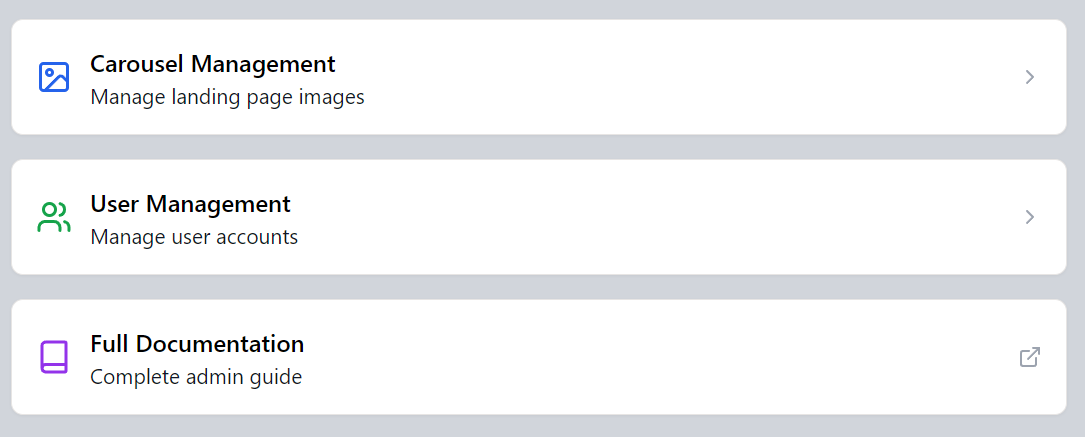 Carousel Management
Manage landing page images
User Management
Manage user accounts
Full Documentation
Complete admin guide